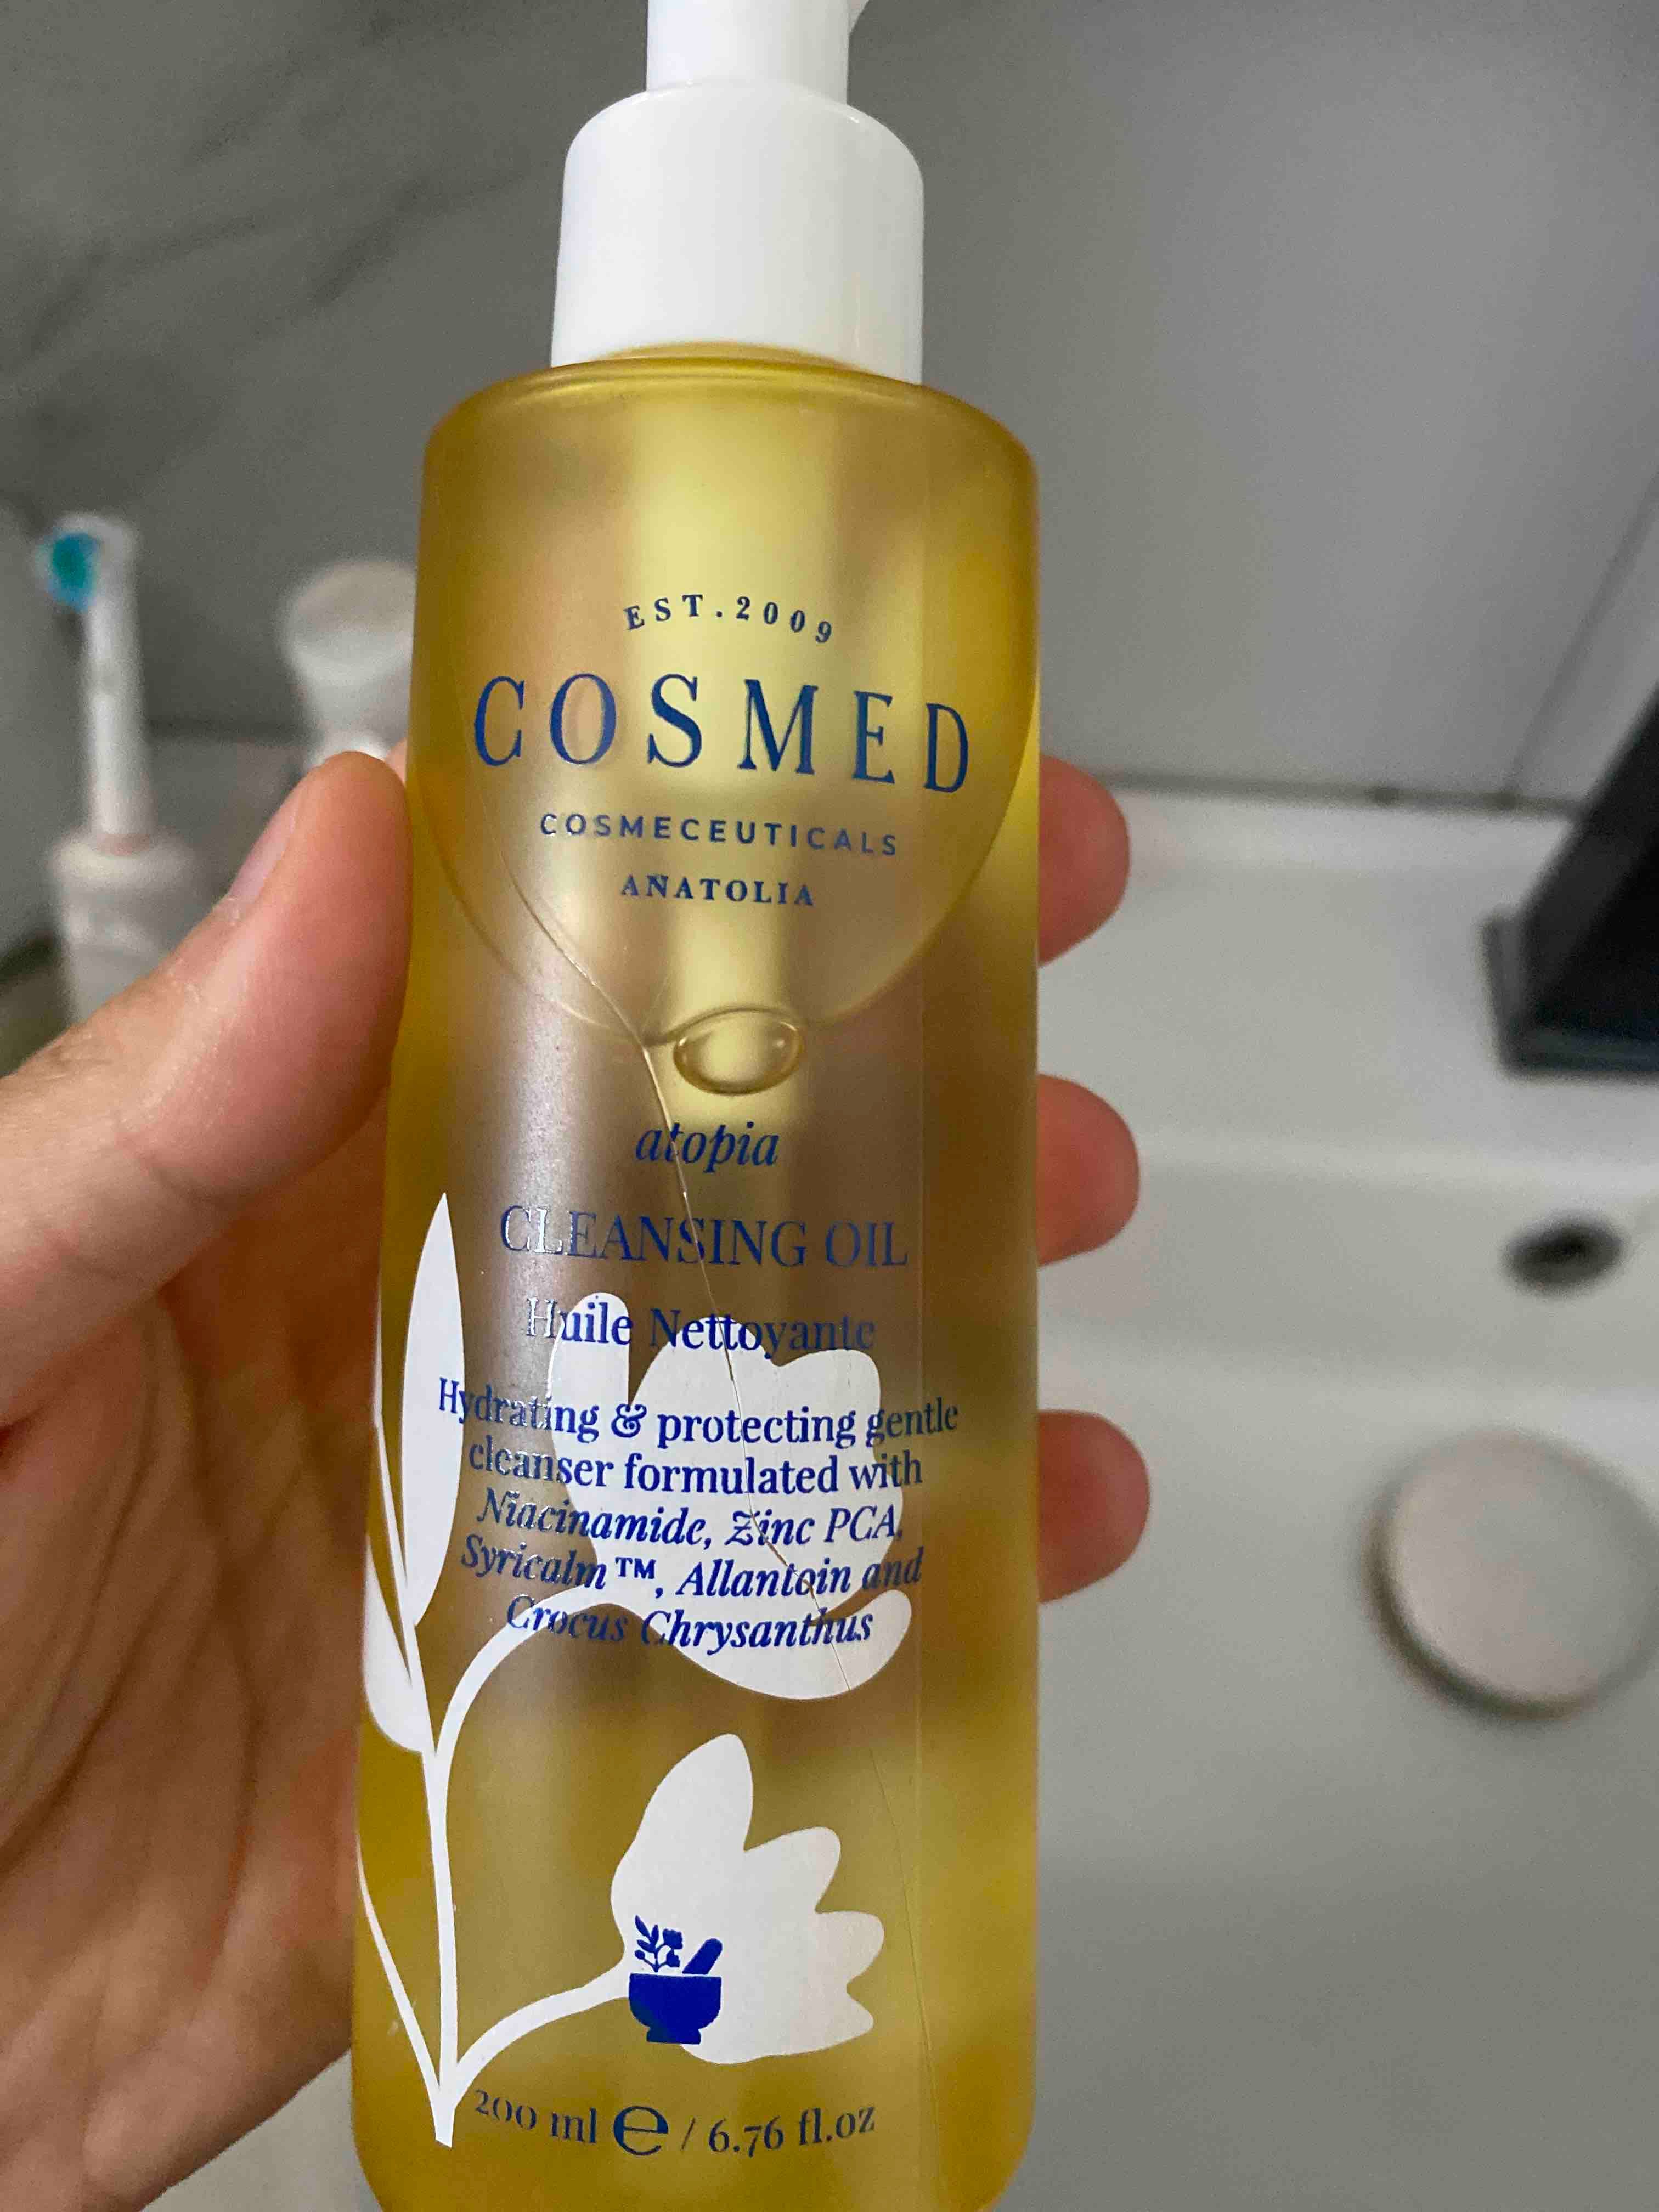 EST.2009
COSMED
COSMECEUTICALS
ANATOLIA
atopia
CLEANSING OIL
Huile Nettoyante
Hydrating & protecting gentle
cleanser formulated with
Niacinamide, Zinc PCA,
Syricalm™, Allantoin and
Crocus Chrysanthus
200 ml ℮ / 6.76 fl.oz